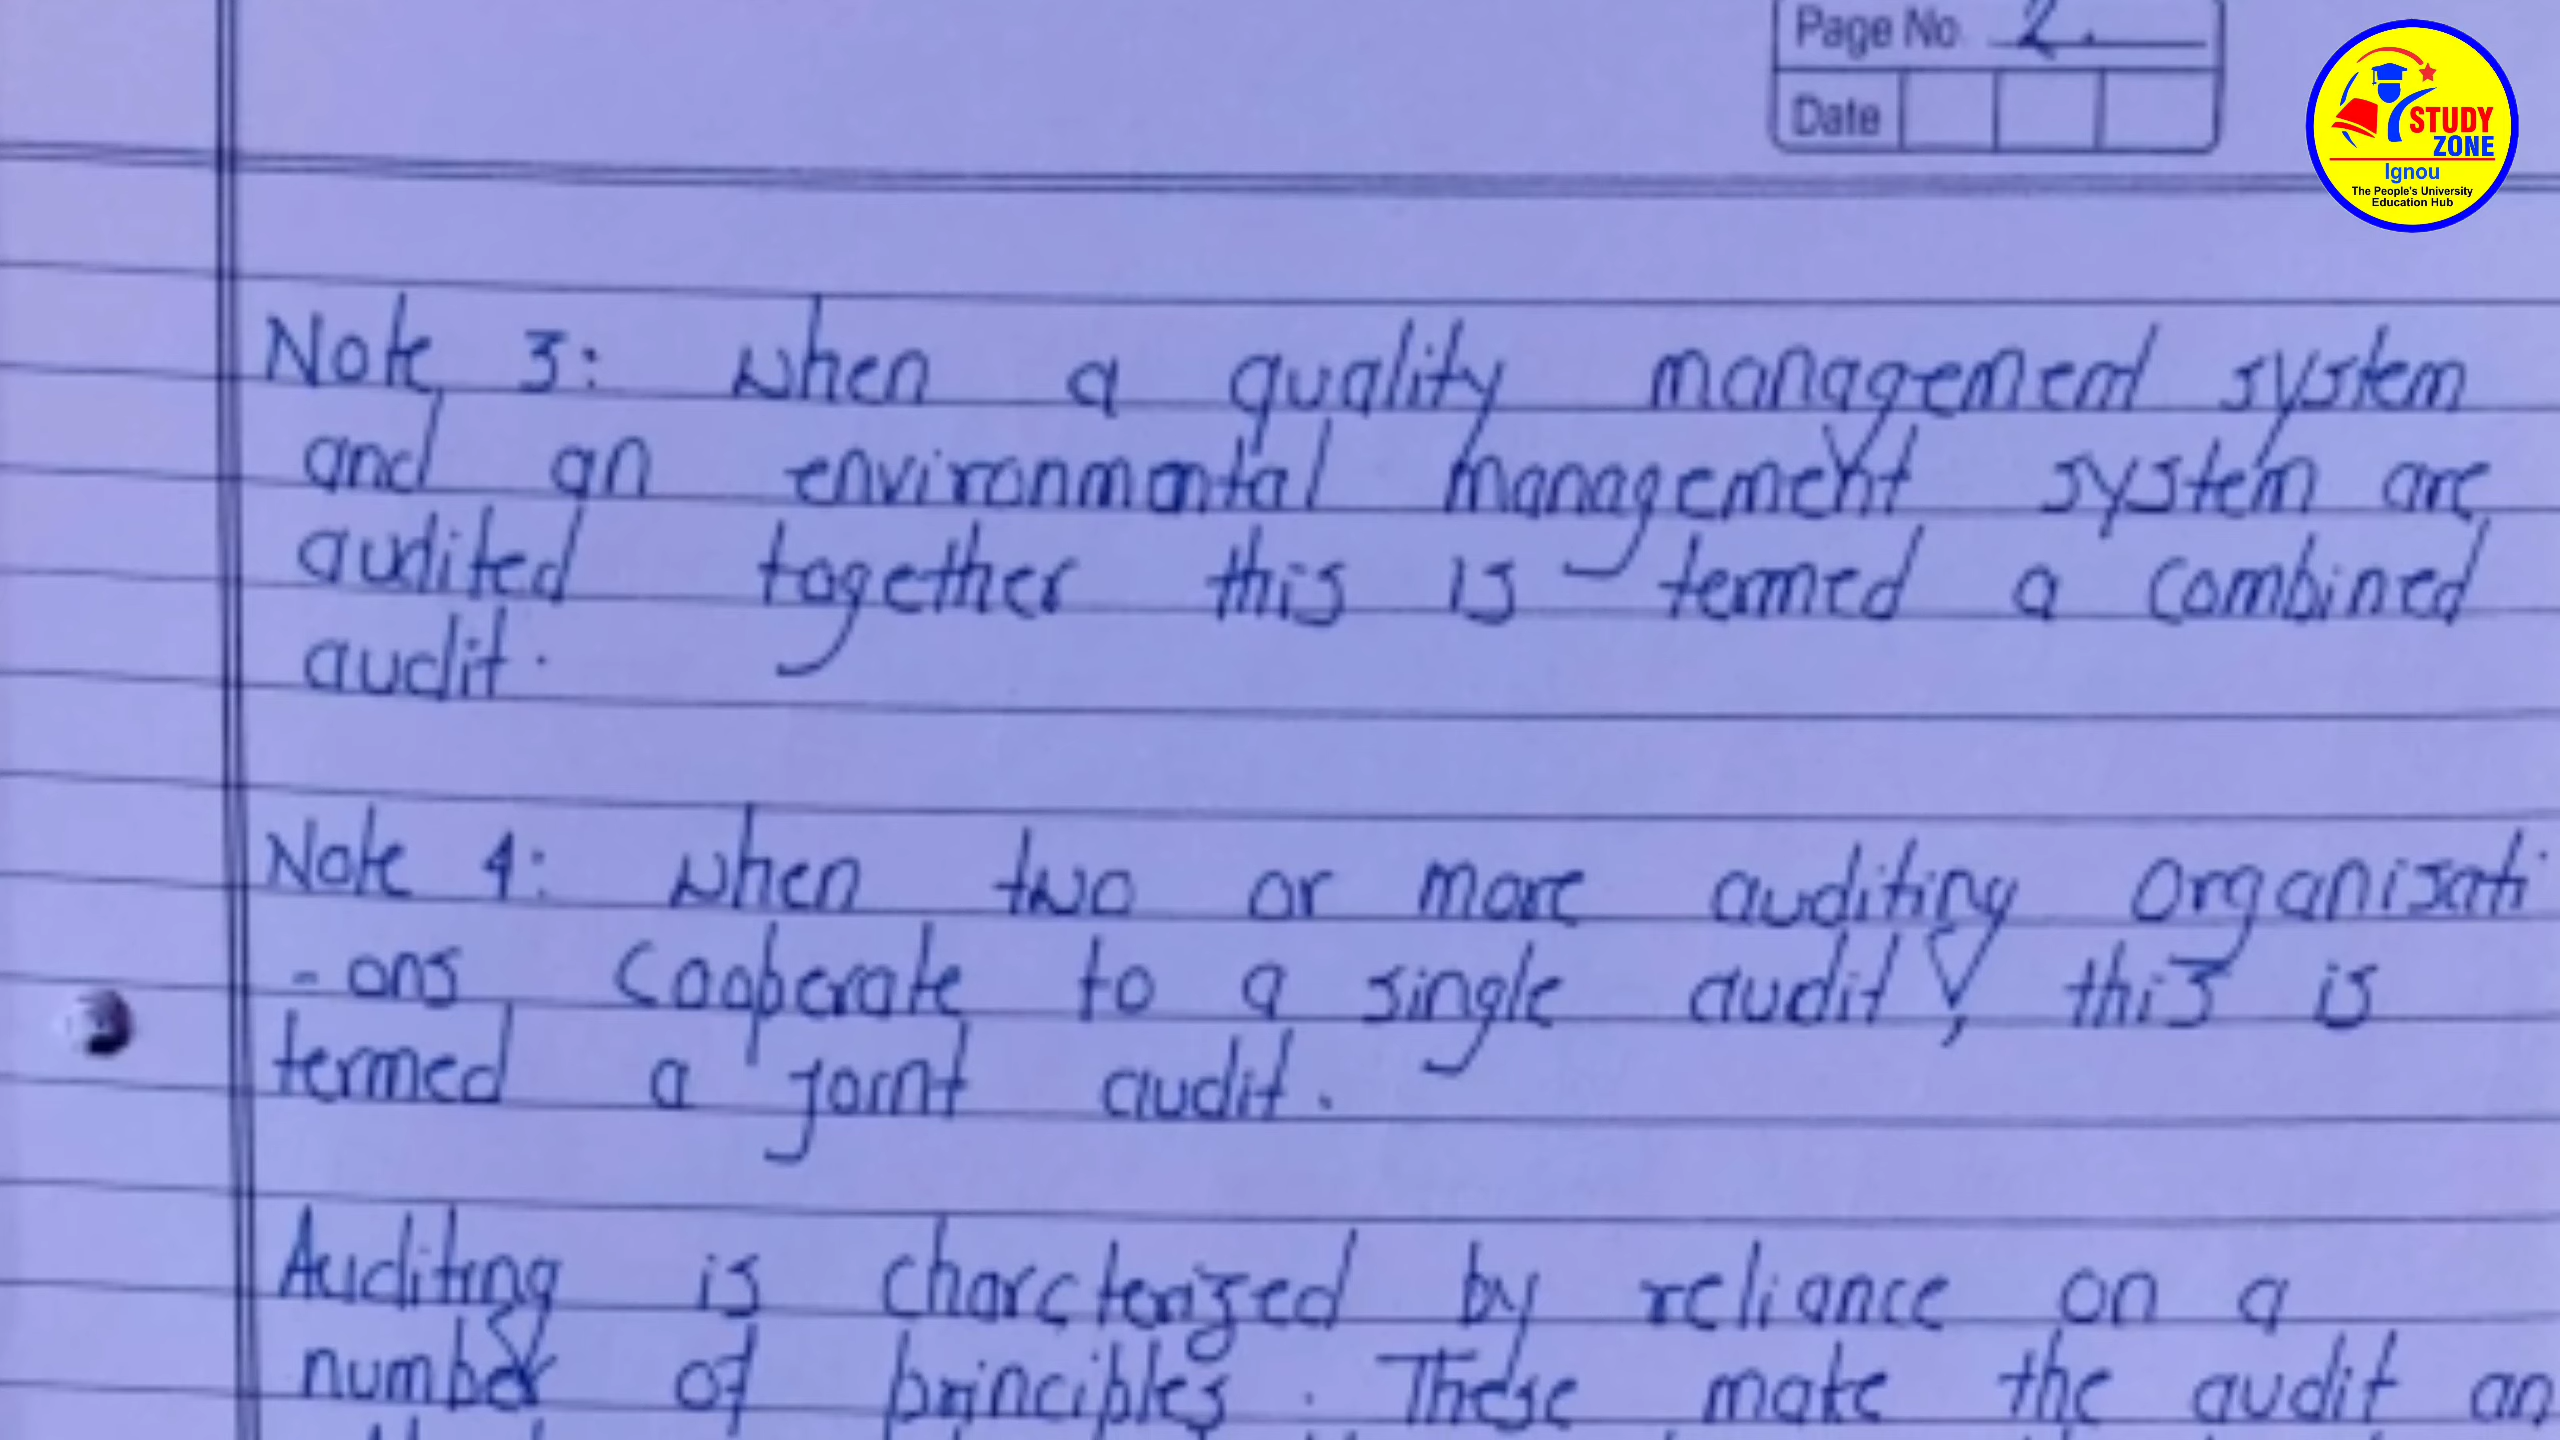 Page No. 2.
Date
STUDY
ZONE
Ignou
The People's University
Education Hub
Note 3: when a quality management system
and an environmental management system are
audited together this is termed a combined
audit.
Note 4: when two or more auditing organisati
-ons cooperate to a single audit, this is
termed a joint audit.
Auditing is charcterized by reliance on a
number of principles. These make the audit an